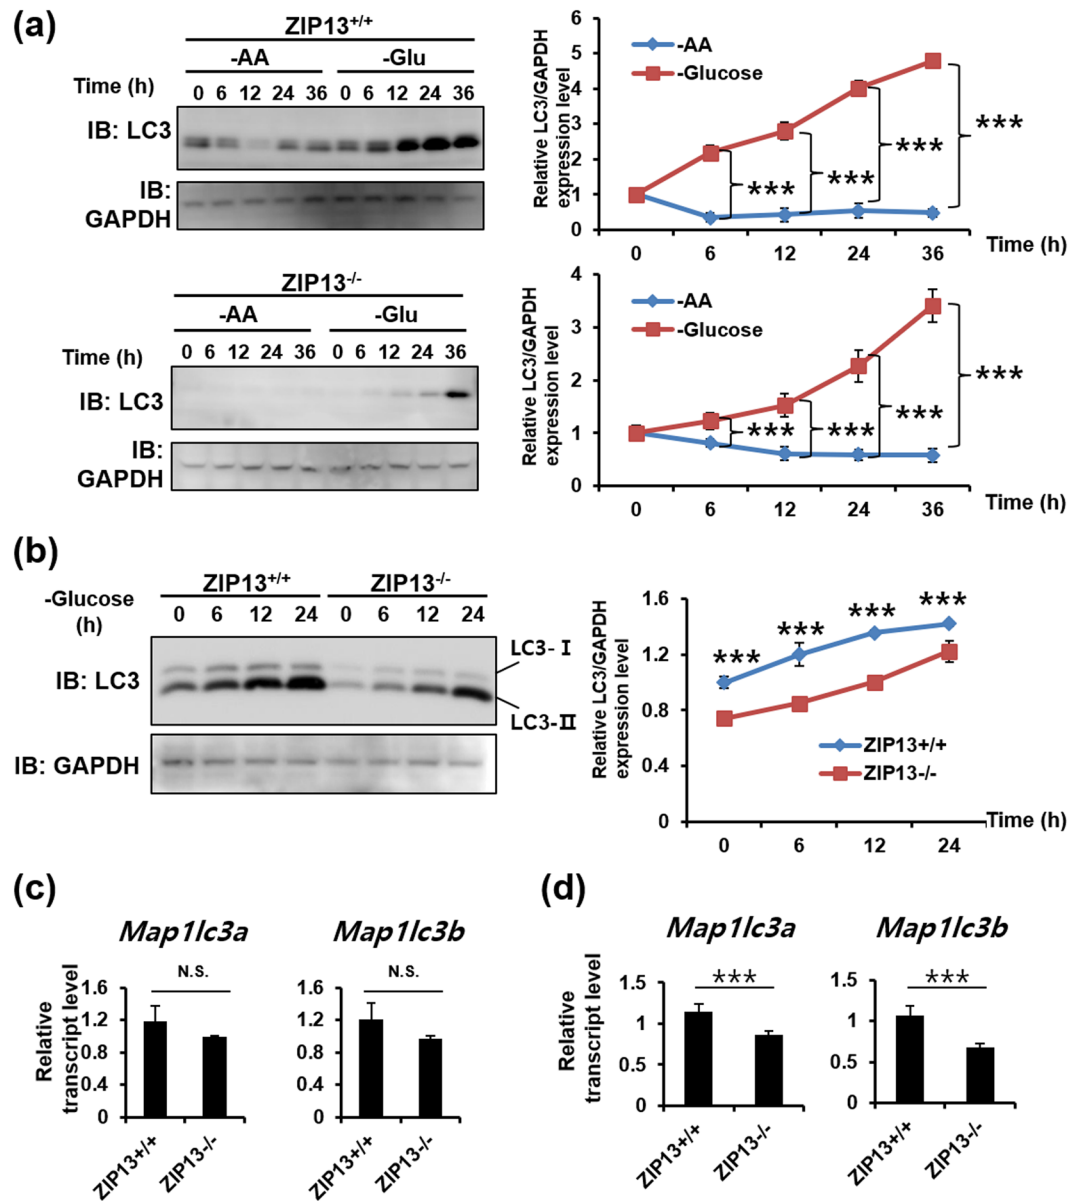 (a)
ZIP13+/+
-AA -Glu
Time (h) 0 6 12 24 36 0 6 12 24 36
IB: LC3
IB:
GAPDH
Relative LC3/GAPDH
expression level
6
5
4
3
2
1
0
-AA
-Glucose
***
***
***
***
0 6 12 24 36
Time (h)
ZIP13-/-
-AA -Glu
Time (h) 0 6 12 24 36 0 6 12 24 36
IB: LC3
IB:
GAPDH
Relative LC3/GAPDH
expression level
4
3
2
1
0
-AA
-Glucose
***
***
***
***
0 6 12 24 36
Time (h)
(b)
ZIP13+/+ ZIP13-/-
-Glucose
(h)
0 6 12 24 0 6 12 24
IB: LC3
LC3-Ⅰ
LC3-Ⅱ
IB: GAPDH
Relative LC3/GAPDH
expression level
1.6
1.2
0.8
0.4
0
***
***
***
***
ZIP13+/+
ZIP13-/-
0 6 12 24
Time (h)
(c)
Map1lc3a
N.S.
Relative
transcript level
1.6
1.2
0.8
0.4
0
ZIP13+/+ ZIP13-/-
Map1lc3b
N.S.
1.6
1.2
0.8
0.4
0
ZIP13+/+ ZIP13-/-
(d)
Map1lc3a
***
Relative
transcript level
1.5
1
0.5
0
ZIP13+/+ ZIP13-/-
Map1lc3b
***
1.5
1
0.5
0
ZIP13+/+ ZIP13-/-